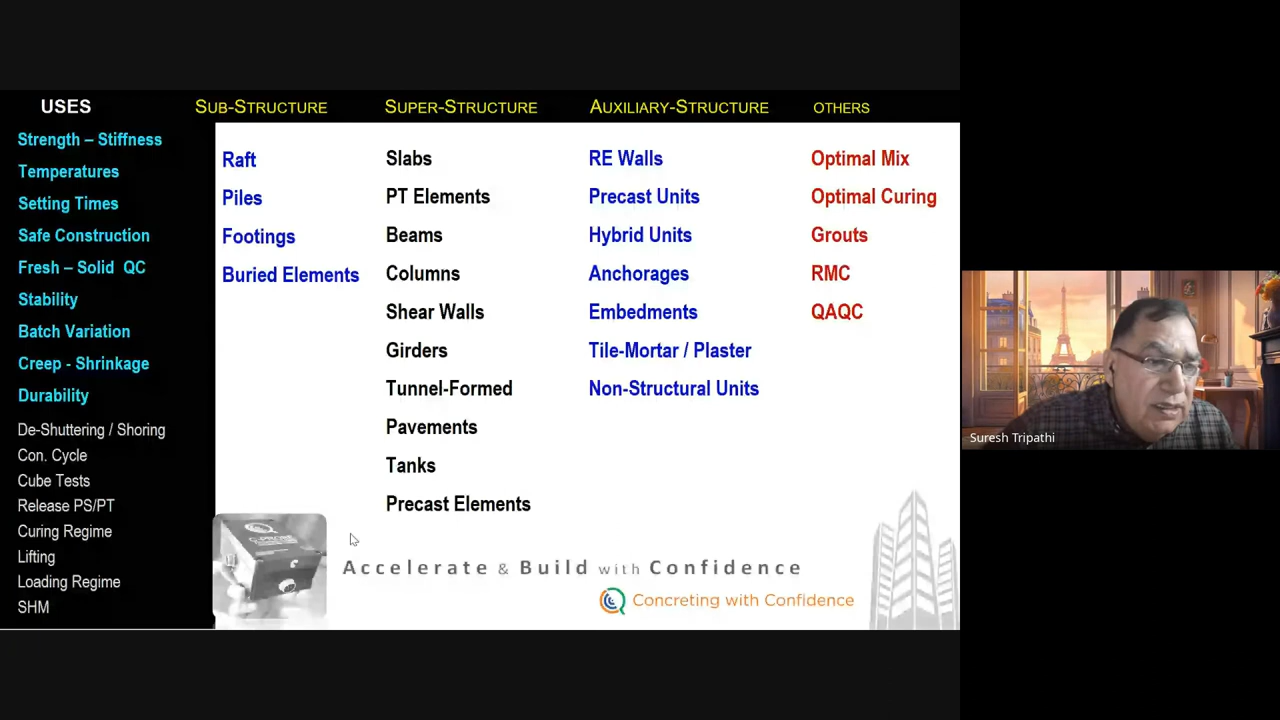 USES
Strength – Stiffness
Temperatures
Setting Times
Safe Construction
Fresh – Solid QC
Stability
Batch Variation
Creep - Shrinkage
Durability
De-Shuttering / Shoring
Con. Cycle
Cube Tests
Release PS/PT
Curing Regime
Lifting
Loading Regime
SHM
SUB-STRUCTURE
Raft
Piles
Footings
Buried Elements
SUPER-STRUCTURE
Slabs
PT Elements
Beams
Columns
Shear Walls
Girders
Tunnel-Formed
Pavements
Tanks
Precast Elements
AUXILIARY-STRUCTURE
RE Walls
Precast Units
Hybrid Units
Anchorages
Embedments
Tile-Mortar / Plaster
Non-Structural Units
OTHERS
Optimal Mix
Optimal Curing
Grouts
RMC
QAQC
Accelerate & Build with Confidence
Concreting with Confidence
Suresh Tripathi